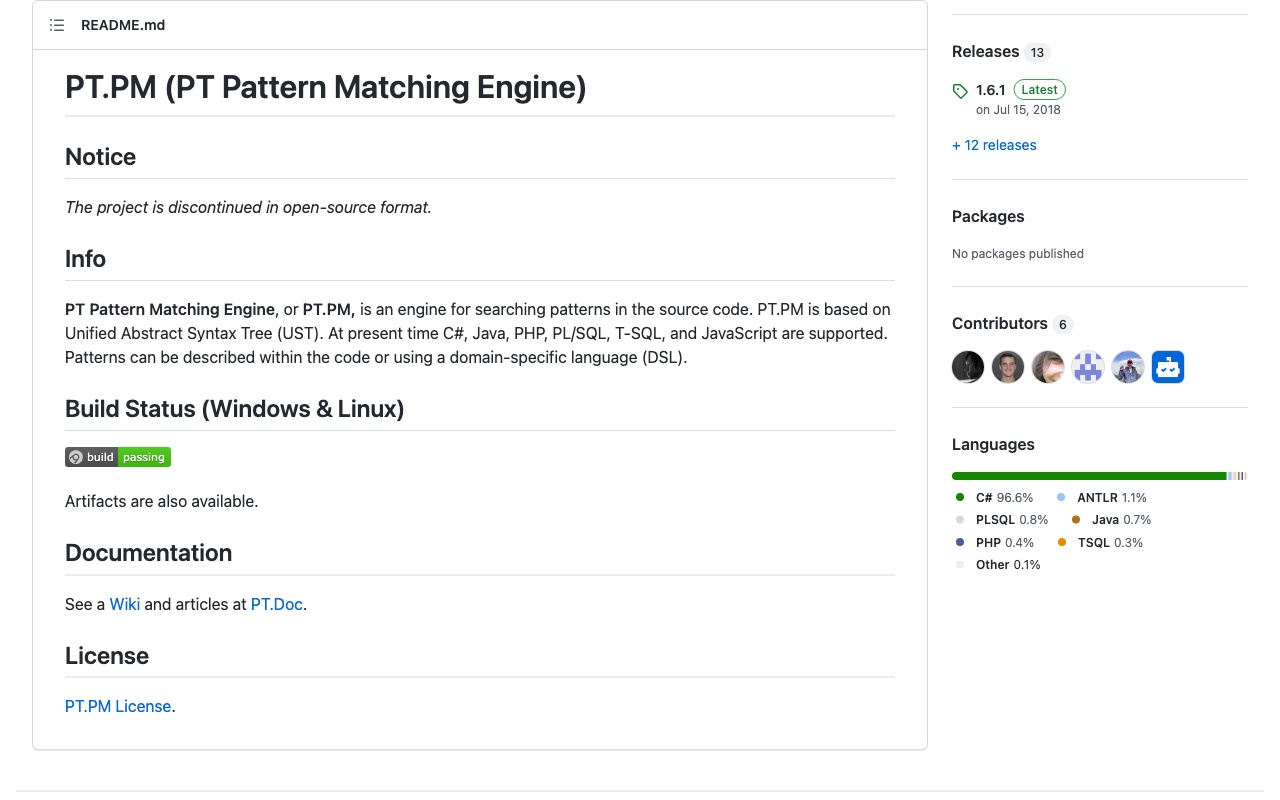 README.md
PT.PM (PT Pattern Matching Engine)
Notice
The project is discontinued in open-source format.
Info
PT Pattern Matching Engine, or PT.PM, is an engine for searching patterns in the source code. PT.PM is based on
Unified Abstract Syntax Tree (UST). At present time C#, Java, PHP, PL/SQL, T-SQL, and JavaScript are supported.
Patterns can be described within the code or using a domain-specific language (DSL).
Build Status (Windows & Linux)
build passing
Artifacts are also available.
Documentation
See a Wiki and articles at PT.Doc.
License
PT.PM License.
Releases 13
1.6.1 Latest
on Jul 15, 2018
+ 12 releases
Packages
No packages published
Contributors 6
Languages
C# 96.6% ANTLR 1.1%
PLSQL 0.8% Java 0.7%
PHP 0.4% TSQL 0.3%
Other 0.1%